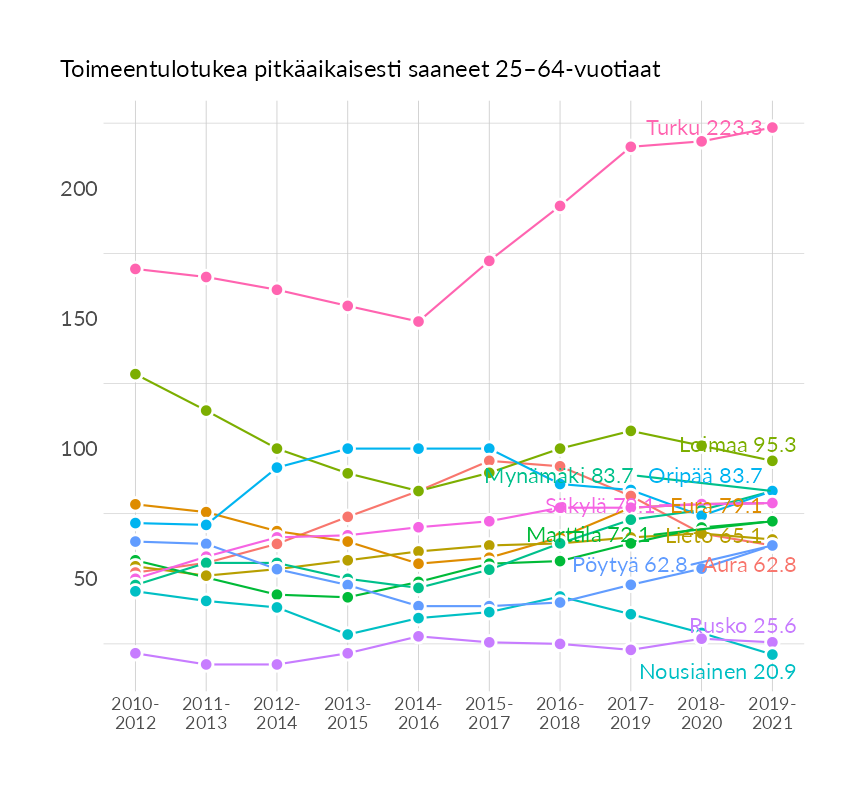 Toimeentulotukea pitkäaikaisesti saaneet 25–64-vuotiaat
Turku 223.3
200
150
100
Loimaa 95.3
Mynämäki 83.7
Oripää 83.7
Säkylä 79.1
Eura 79.1
Marttila 72.1
Lieto 65.1
50
Pöytyä 62.8
Aura 62.8
Rusko 25.6
Nousiainen 20.9
2010-
2012
2011-
2013
2012-
2014
2013-
2015
2014-
2016
2015-
2017
2016-
2018
2017-
2019
2018-
2020
2019-
2021